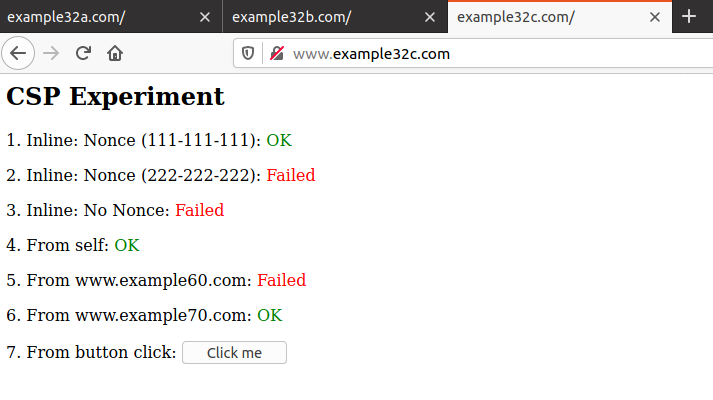 example32a.com/ example32b.com/ example32c.com/
www.example32c.com
CSP Experiment
1. Inline: Nonce (111-111-111): OK
2. Inline: Nonce (222-222-222): Failed
3. Inline: No Nonce: Failed
4. From self: OK
5. From www.example60.com: Failed
6. From www.example70.com: OK
7. From button click: Click me